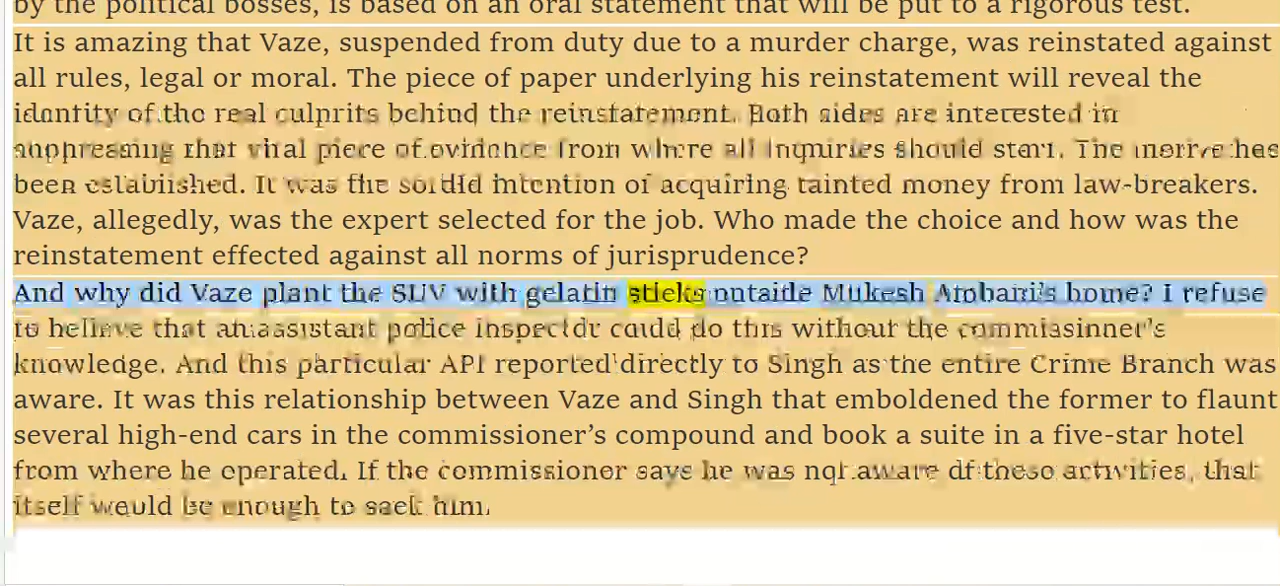 by the political bosses, is based on an oral statement that will be put to a rigorous test.
It is amazing that Vaze, suspended from duty due to a murder charge, was reinstated against
all rules, legal or moral. The piece of paper underlying his reinstatement will reveal the
identity of the real culprits behind the reinstatement. Both sides are interested in
suppressing that vital piece of evidence from where all inquiries should start. The motive has
been established. It was the sordid intention of acquiring tainted money from law-breakers.
Vaze, allegedly, was the expert selected for the job. Who made the choice and how was the
reinstatement effected against all norms of jurisprudence?
And why did Vaze plant the SUV with gelatin sticks outside Mukesh Ambani’s home? I refuse
to believe that an assistant police inspector could do this without the commissioner’s
knowledge. And this particular API reported directly to Singh as the entire Crime Branch was
aware. It was this relationship between Vaze and Singh that emboldened the former to flaunt
several high-end cars in the commissioner’s compound and book a suite in a five-star hotel
from where he operated. If the commissioner says he was not aware of these activities, that
itself would be enough to sack him.